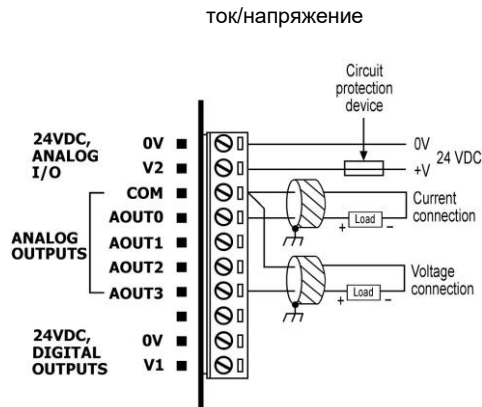 ток/напряжение
Circuit
protection
device
24VDC,
ANALOG
I/O
0V
V2
0V
+V
24 VDC
ANALOG
OUTPUTS
COM
AOUT0
AOUT1
AOUT2
AOUT3
+ Load −
Current
connection
+ Load −
Voltage
connection
24VDC,
DIGITAL
OUTPUTS
0V
V1